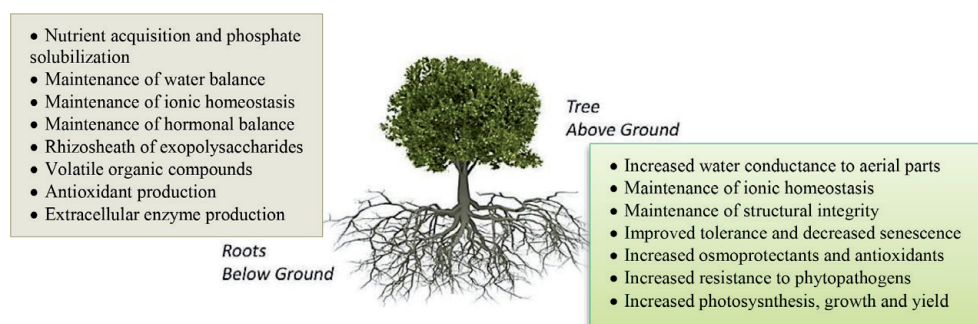 • Nutrient acquisition and phosphate
solubilization
• Maintenance of water balance
• Maintenance of ionic homeostasis
• Maintenance of hormonal balance
• Rhizosheath of exopolysaccharides
• Volatile organic compounds
• Antioxidant production
• Extracellular enzyme production
Roots
Below Ground
Tree
Above Ground
• Increased water conductance to aerial parts
• Maintenance of ionic homeostasis
• Maintenance of structural integrity
• Improved tolerance and decreased senescence
• Increased osmoprotectants and antioxidants
• Increased resistance to phytopathogens
• Increased photosysnthesis, growth and yield